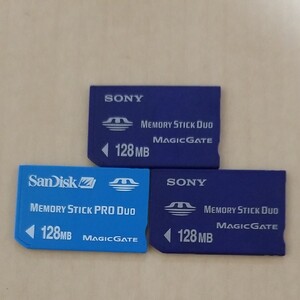 SONY
MEMORY STICK DUO
128MB
MAGICGATE
SanDisk
MEMORY STICK PRO DUO
128MB
MAGICGATE
SONY
MEMORY STICK DUO
128MB
MAGICGATE